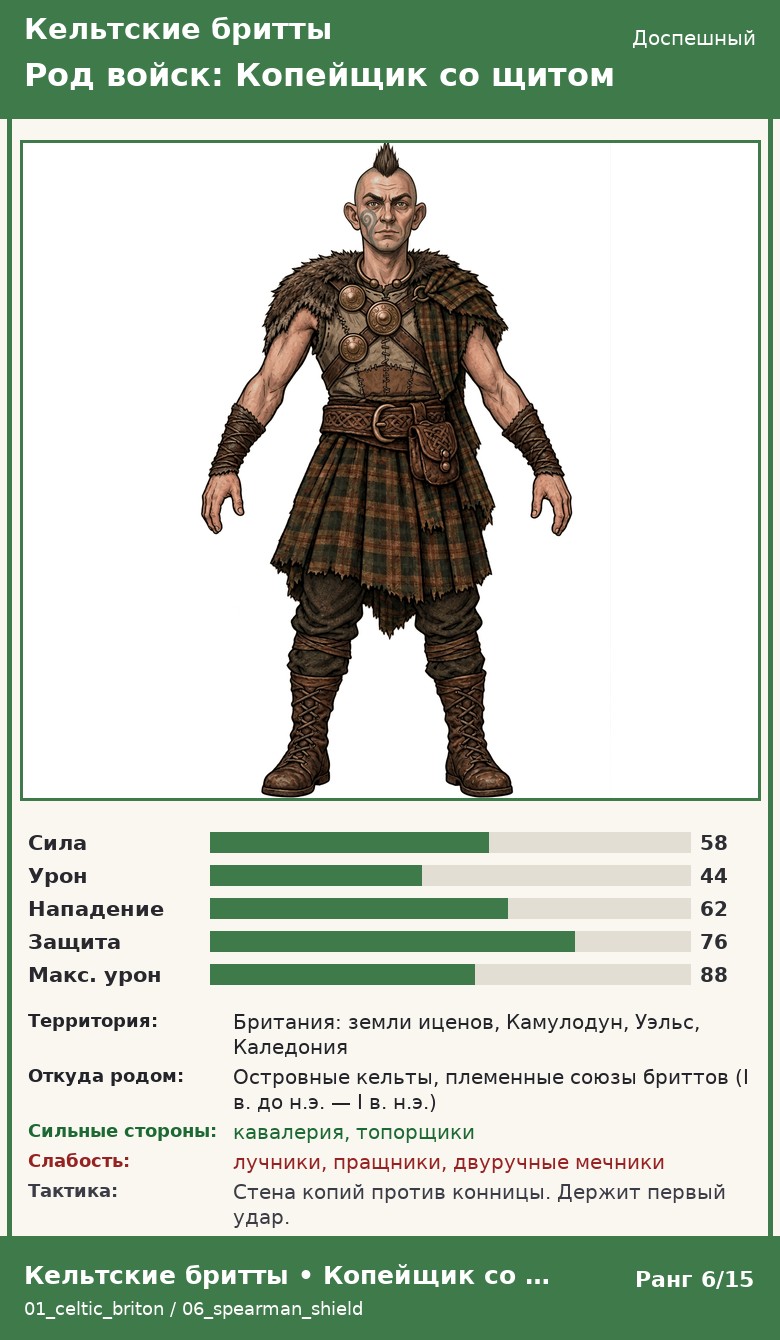 Кельтские бритты
Доспешный
Род войск: Копейщик со щитом
Сила 58
Урон 44
Нападение 62
Защита 76
Макс. урон 88
Территория: Британия: земли иценов, Камулодун, Уэльс,
Каледония
Откуда родом: Островные кельты, племенные союзы бриттов (I
в. до н.э. — I в. н.э.)
Сильные стороны: кавалерия, топорщики
Слабость: лучники, пращники, двуручные мечники
Тактика: Стена копий против конницы. Держит первый
удар.
Кельтские бритты • Копейщик со ...
Ранг 6/15
01_celtic_briton / 06_spearman_shield